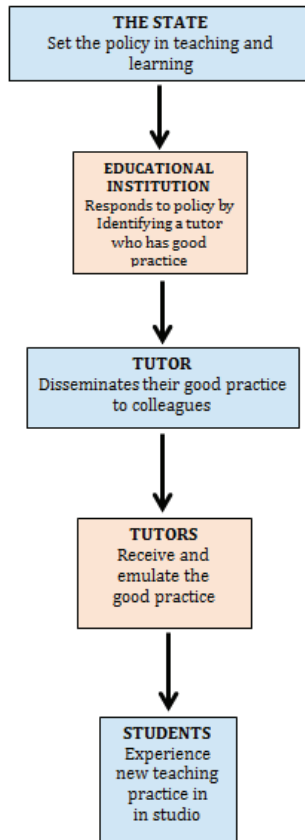 THE STATE
Set the policy in teaching and
learning
EDUCATIONAL
INSTITUTION
Responds to policy by
Identifying a tutor
who has good
practice
TUTOR
Disseminates their good practice
to colleagues
TUTORS
Receive and
emulate the
good practice
STUDENTS
Experience
new teaching
practice in
in studio